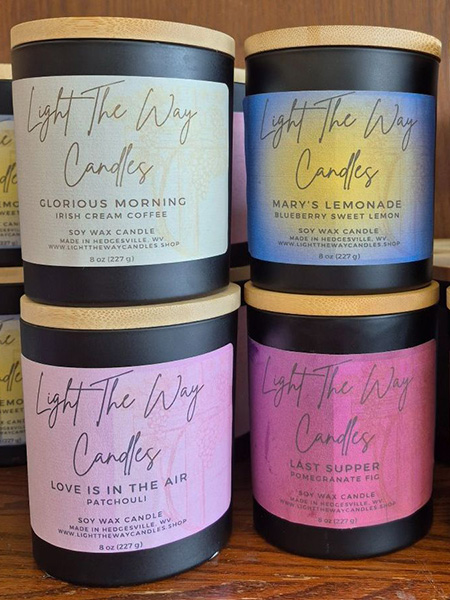 Light The Way
Candles
GLORIOUS MORNING
IRISH CREAM COFFEE
SOY WAX CANDLE
MADE IN HEDGESVILLE, WV
WWW.LIGHTTHEWAYCANDLES.SHOP
8 oz (227 g)
Light The Way
Candles
MARY'S LEMONADE
BLUEBERRY SWEET LEMON
SOY WAX CANDLE
MADE IN HEDGESVILLE, WV
WWW.LIGHTTHEWAYCANDLES.SHOP
8 oz (227 g)
Light The Way
Candles
LOVE IS IN THE AIR
PATCHOULI
SOY WAX CANDLE
MADE IN HEDGESVILLE, WV
WWW.LIGHTTHEWAYCANDLES.SHOP
8 oz (227 g)
Light The Way
Candles
LAST SUPPER
POMEGRANATE FIG
SOY WAX CANDLE
MADE IN HEDGESVILLE, WV
WWW.LIGHTTHEWAYCANDLES.SHOP
8 oz (227 g)